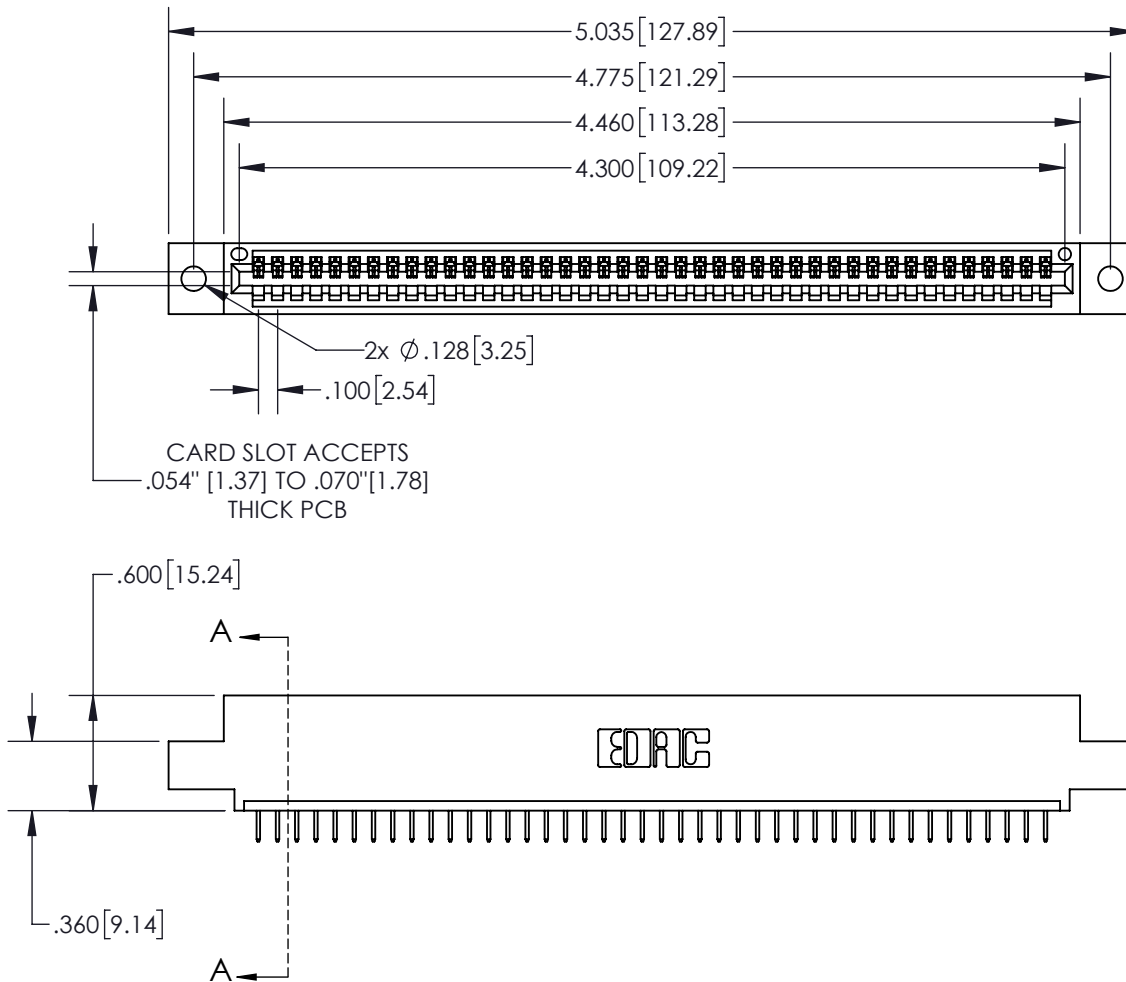 5.035[127.89]
4.775[121.29]
4.460[113.28]
4.300[109.22]
2x Ø.128[3.25]
.100[2.54]
CARD SLOT ACCEPTS
.054" [1.37] TO .070"[1.78]
THICK PCB
.600[15.24]
A
EDAC
.360[9.14]
A